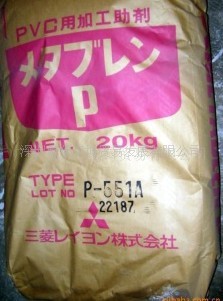 PVC用加工助剤
メタブレン
P
NET. 20kg
TYPE P-551A
LOT NO 22187
三菱レイヨン株式会社